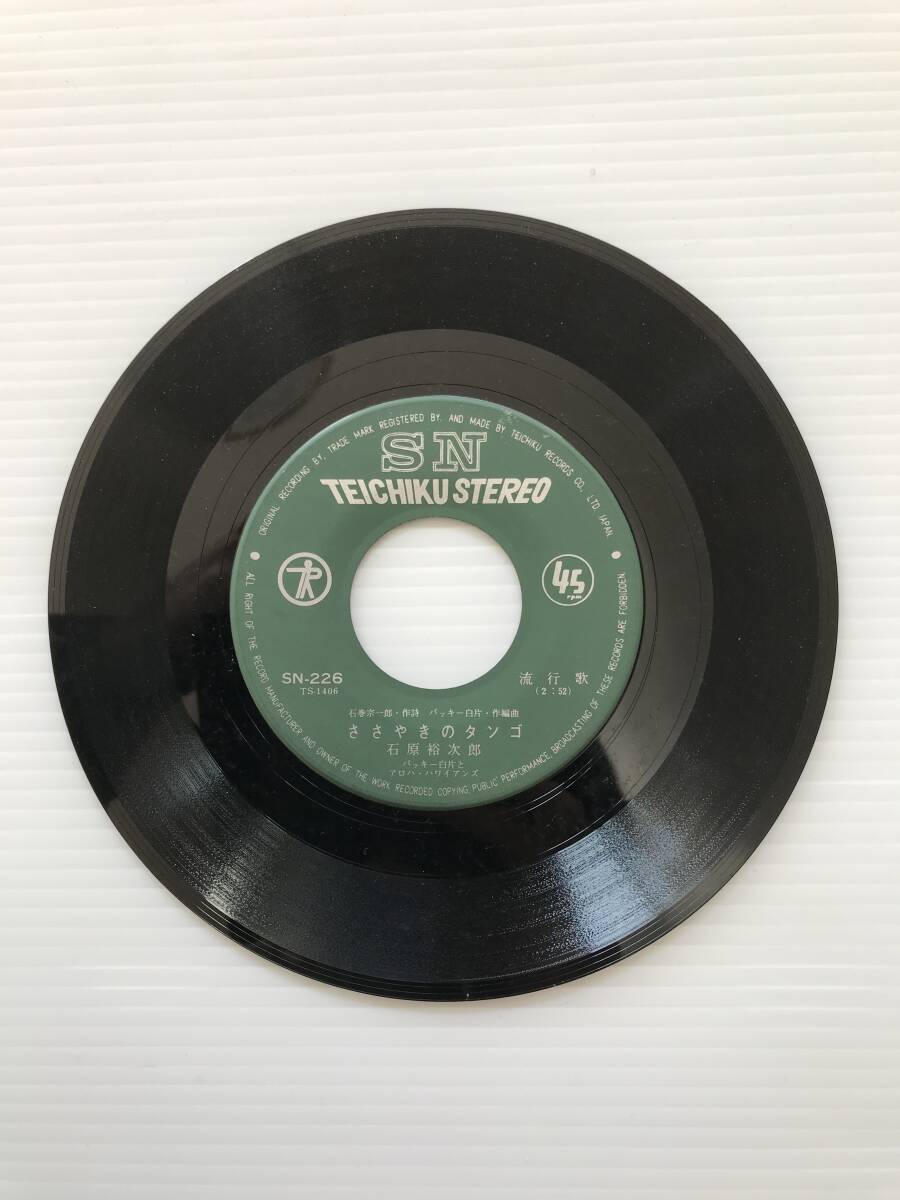 ORIGINAL RECORDING BY, TRADE MARK REGISTERED BY. AND MADE BY TEICHIKU RECORDS CO., LTD. JAPAN.
SN
TEICHIKU STEREO
45
rpm
SN-226
TS-1406
流行歌
(2:52)
石巻宗一郎・作詩 バッキー白片・作編曲
ささやきのタンゴ
石原裕次郎
バッキー白片と
アロハ・ハワイアンズ
ALL RIGHT OF THE RECORD MANUFACTURER AND OWNER OF THE WORK RECORDED COPYING, PUBLIC PERFORMANCE, BROADCASTING OF THESE RECORDS ARE FORBIDDEN.